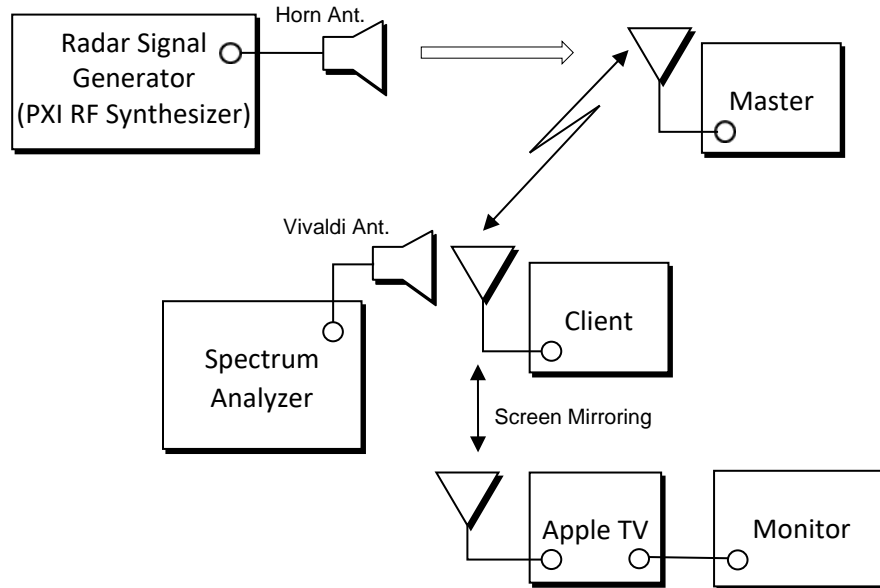 Horn Ant.
Radar Signal
Generator
(PXI RF Synthesizer)
Master
Vivaldi Ant.
Client
Spectrum
Analyzer
Screen Mirroring
Apple TV
Monitor